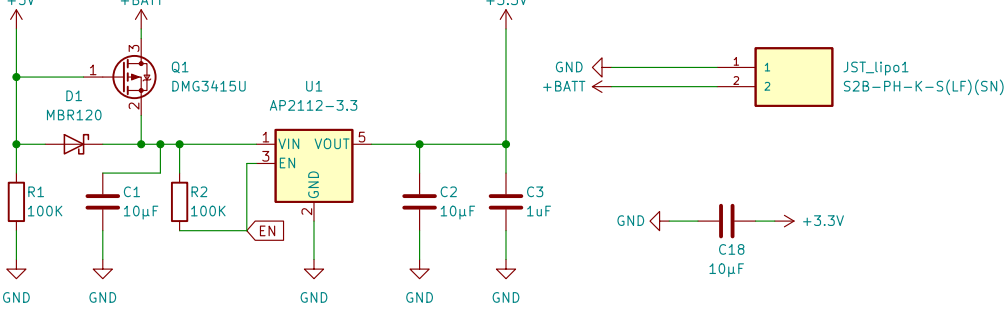 +5V
+BATT
+3.3V
3
1
Q1
DMG3415U
2
D1
MBR120
U1
AP2112-3.3
1
VIN
VOUT
5
3
EN
GND
2
R1
100K
C1
10µF
R2
100K
EN
C2
10µF
C3
1uF
GND
GND
GND
GND
GND
GND
1
1
+BATT
2
2
JST_lipo1
S2B-PH-K-S(LF)(SN)
GND
+3.3V
C18
10µF